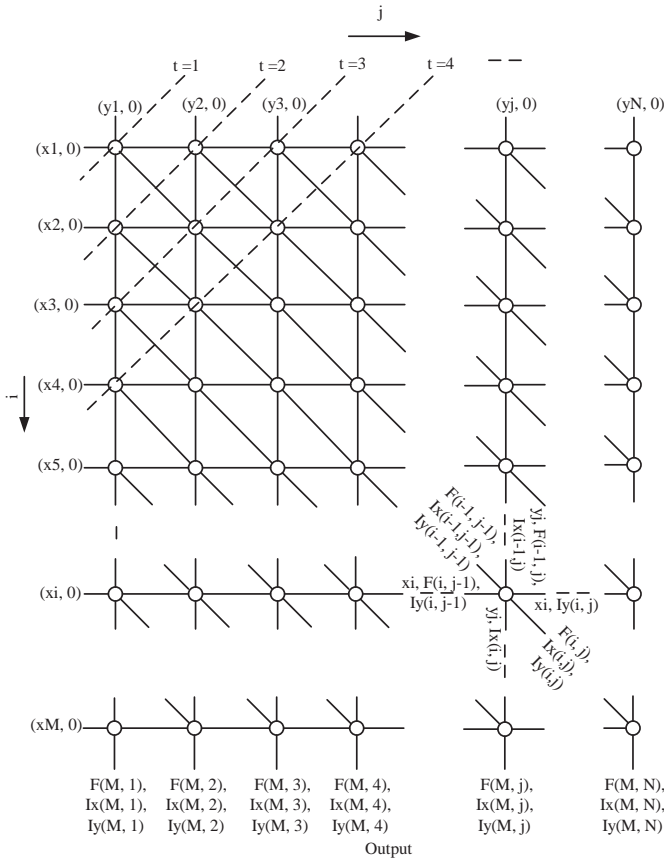 j
t =1
t =2
t =3
t =4
(y1, 0)
(y2, 0)
(y3, 0)
(yj, 0)
(yN, 0)
(x1, 0)
(x2, 0)
(x3, 0)
(x4, 0)
i
(x5, 0)
F(i-1, j-1),
Ix(i-1,j-1),
Iy(i-1, j-1)
yj, F(i-1, j),
Ix(i-1,j)
(xi, 0)
xi, F(i, j-1),
Iy(i, j-1)
xi, Iy(i, j)
yj, Ix(i, j)
F(i, j),
Ix(i,j),
Iy(i,j)
(xM, 0)
F(M, 1),
Ix(M, 1),
Iy(M, 1)
F(M, 2),
Ix(M, 2),
Iy(M, 2)
F(M, 3),
Ix(M, 3),
Iy(M, 3)
F(M, 4),
Ix(M, 4),
Iy(M, 4)
F(M, j),
Ix(M, j),
Iy(M, j)
F(M, N),
Ix(M, N),
Iy(M, N)
Output